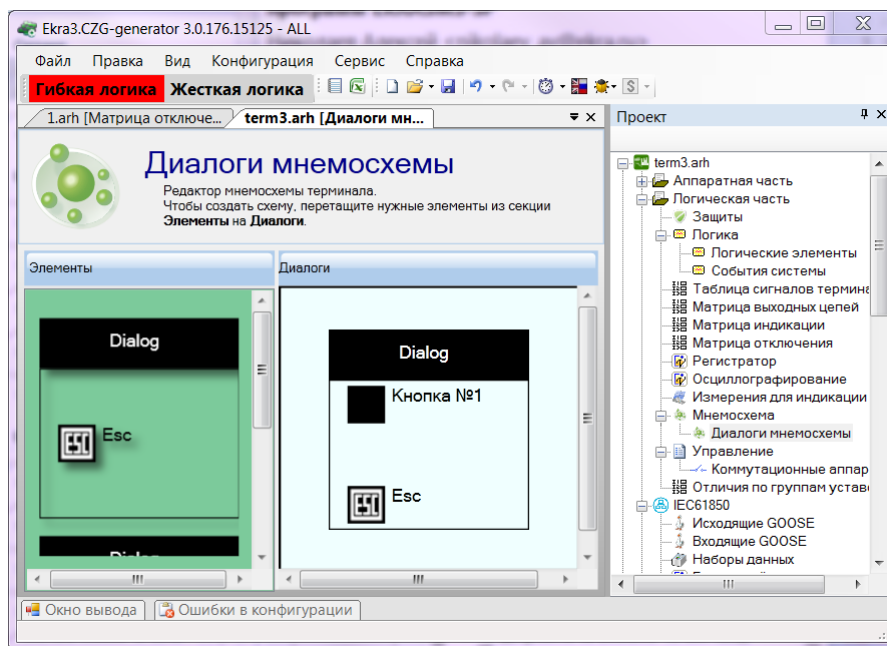 Ekra3.CZG-generator 3.0.176.15125 - ALL
Файл Правка Вид Конфигурация Сервис Справка
Гибкая логика Жесткая логика
1.arh [Матрица отключе... term3.arh [Диалоги мн...
Проект
Диалоги мнемосхемы
Редактор мнемосхемы терминала.
Чтобы создать схему, перетащите нужные элементы из секции
Элементы на Диалоги.
Элементы
Dialog
Esc
Dialog
Диалоги
Dialog
Кнопка №1
Esc
term3.arh
Аппаратная часть
Логическая часть
Защиты
Логика
Логические элементы
События системы
Таблица сигналов термина
Матрица выходных цепей
Матрица индикации
Матрица отключения
Регистратор
Осциллографирование
Измерения для индикации
Мнемосхема
Диалоги мнемосхемы
Управление
Коммутационные аппар
Отличия по группам устав
IEC61850
Исходящие GOOSE
Входящие GOOSE
Наборы данных
Окно вывода Ошибки в конфигурации